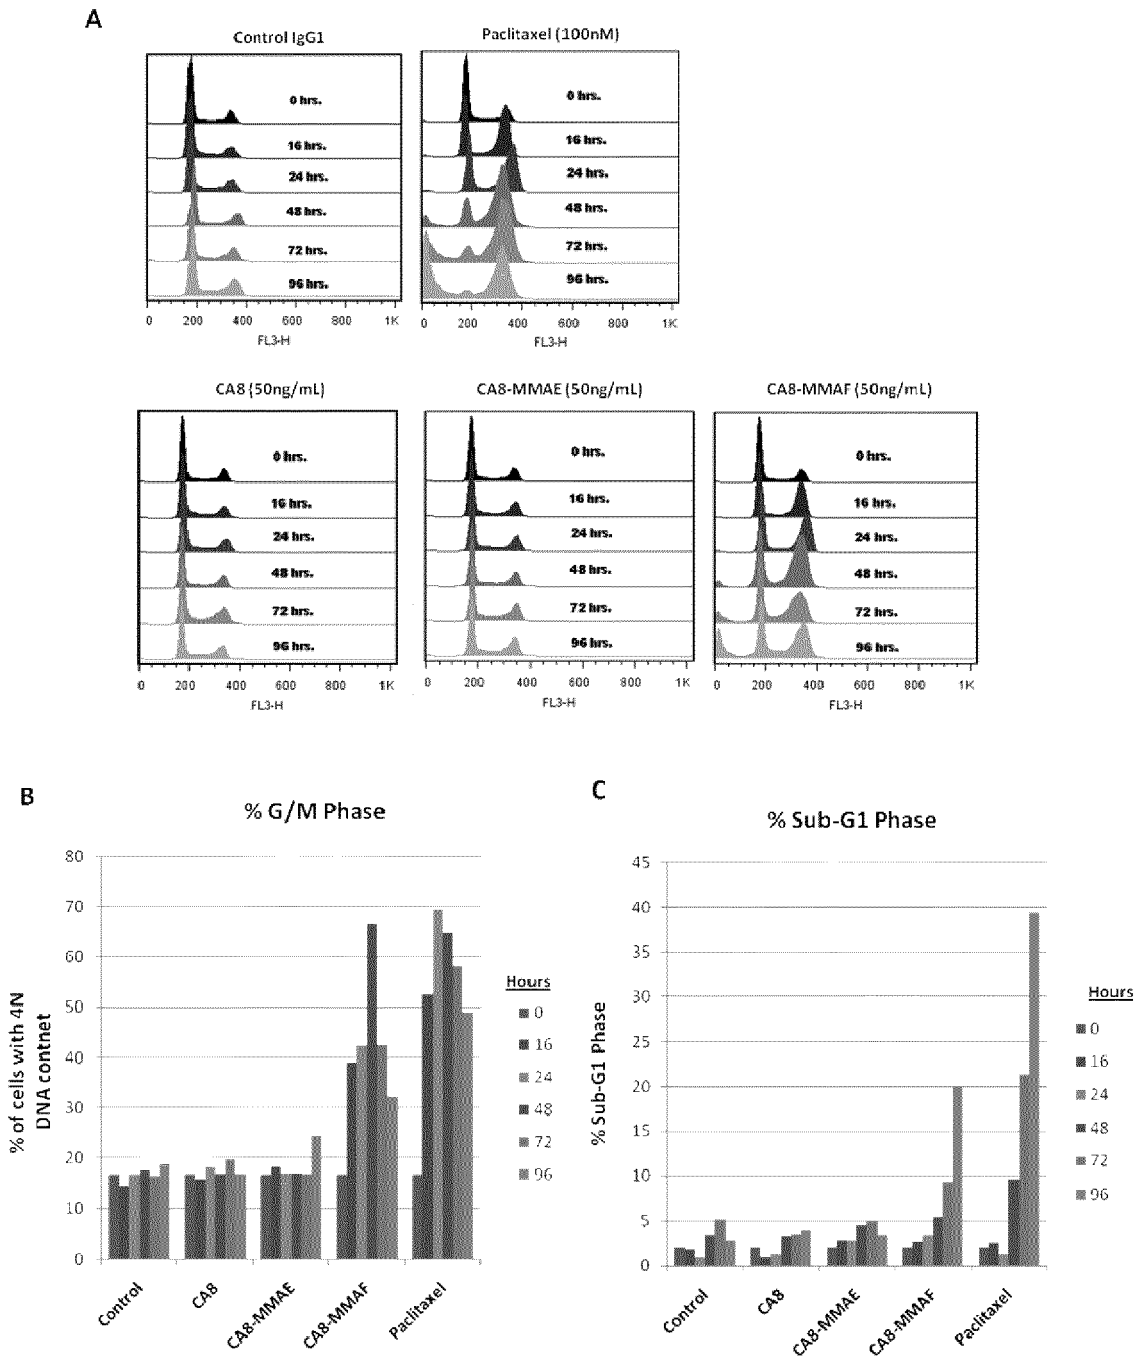 A
Control IgG1
Paclitaxel (100nM)
0 hrs.
16 hrs.
24 hrs.
48 hrs.
72 hrs.
96 hrs.
0 200 400 600 800 1K
FL3-H
0 hrs.
16 hrs.
24 hrs.
48 hrs.
72 hrs.
96 hrs.
0 200 400 600 800 1K
FL3-H
CA8 (50ng/mL)
CA8-MMAE (50ng/mL)
CA8-MMAF (50ng/mL)
0 hrs.
16 hrs.
24 hrs.
48 hrs.
72 hrs.
96 hrs.
0 200 400 600 800 1K
FL3-H
0 hrs.
16 hrs.
24 hrs.
48 hrs.
72 hrs.
96 hrs.
0 200 400 600 800 1K
FL3-H
0 hrs.
16 hrs.
24 hrs.
48 hrs.
72 hrs.
96 hrs.
0 200 400 600 800 1K
FL3-H
B
% G/M Phase
% of cells with 4N
DNA contnet
80
70
60
50
40
30
20
10
0
Control
CA8
CA8-MMAE
CA8-MMAF
Paclitaxel
Hours
0
16
24
48
72
96
C
% Sub-G1 Phase
% Sub-G1 Phase
45
40
35
30
25
20
15
10
5
0
Control
CA8
CA8-MMAE
CA8-MMAF
Paclitaxel
Hours
0
16
24
48
72
96